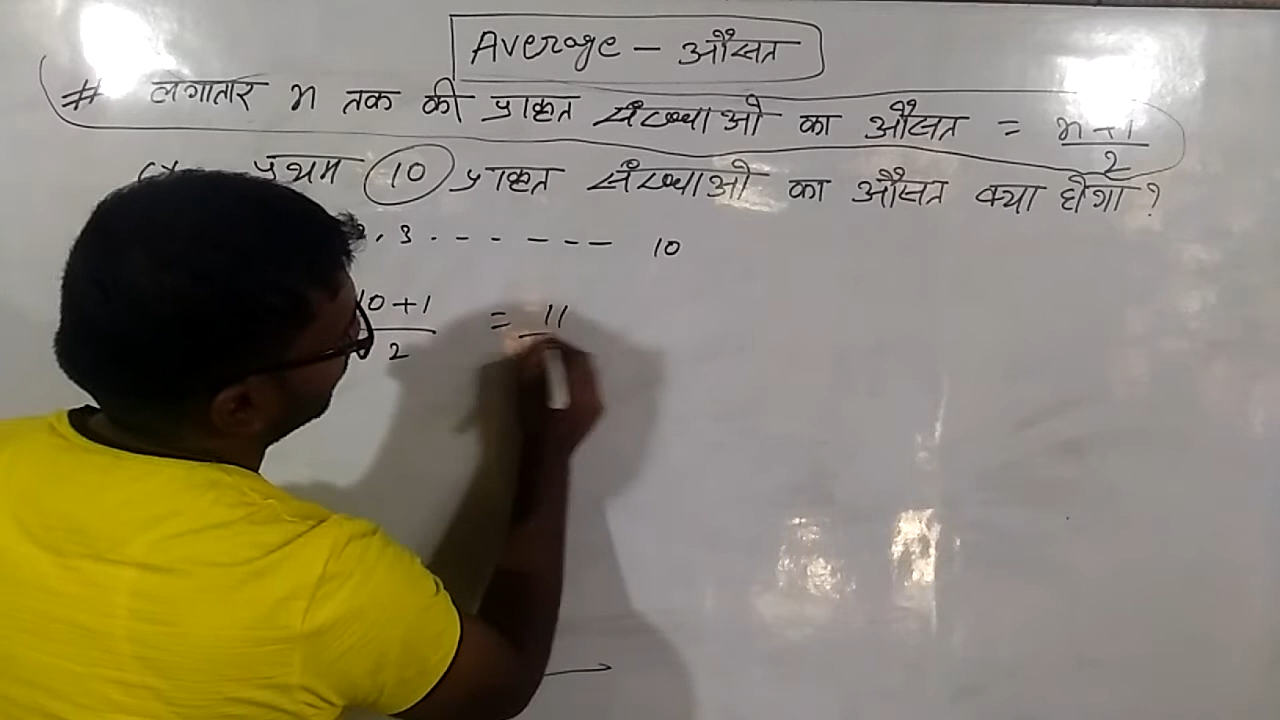 Average - औसत
# लगातार n तक की प्राकृत संख्याओ का औसत = n+1/2
प्रथम 10 प्राकृत संख्याओ का औसत क्या होगा ?
, 3 - - - - - - 10
10+1/2 = 11